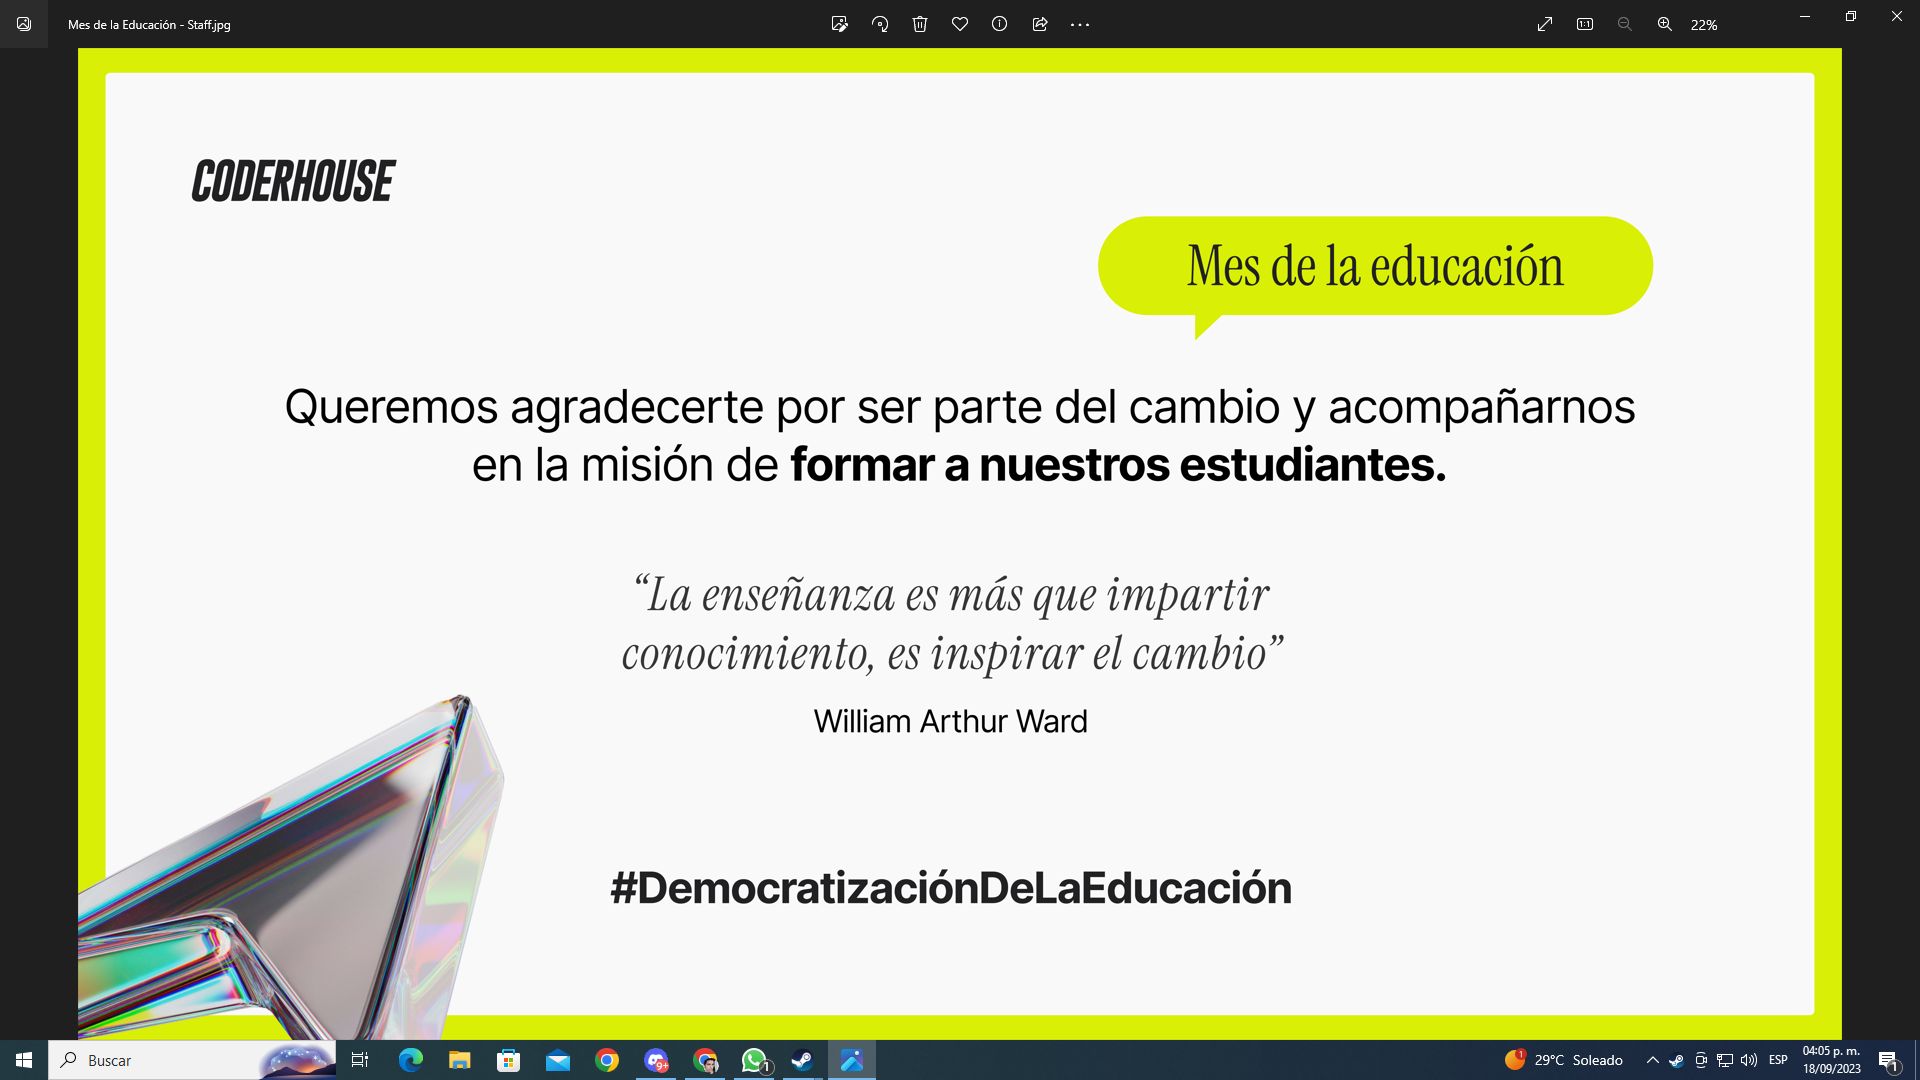 Mes de la Educación - Staff.jpg
22%
CODERHOUSE
Mes de la educación
Queremos agradecerte por ser parte del cambio y acompañarnos
en la misión de formar a nuestros estudiantes.
“La enseñanza es más que impartir
conocimiento, es inspirar el cambio”
William Arthur Ward
#DemocratizaciónDeLaEducación
Buscar
9+
1
1
29°C Soleado
ESP
04:05 p. m.
18/09/2023
1